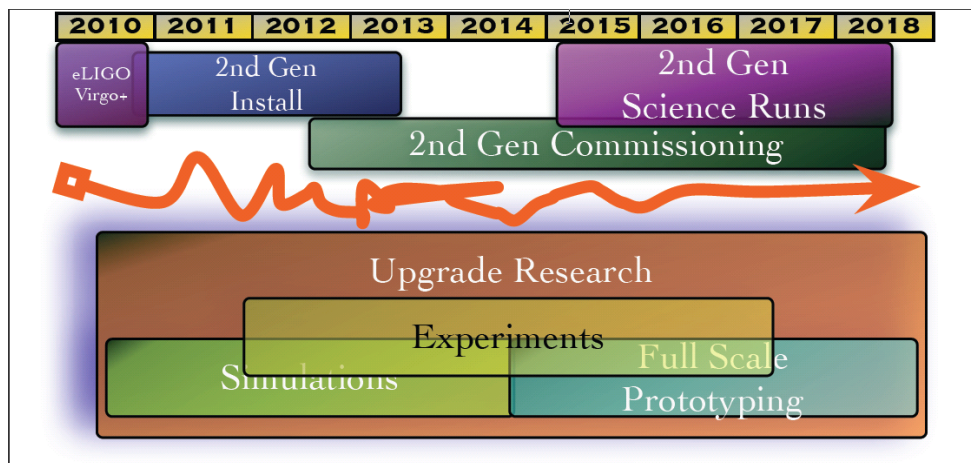 2010 2011 2012 2013 2014 2015 2016 2017 2018
eLIGO
Virgo+
2nd Gen
Install
2nd Gen
Science Runs
2nd Gen Commissioning
Upgrade Research
Experiments
Simulations
Full Scale
Prototyping